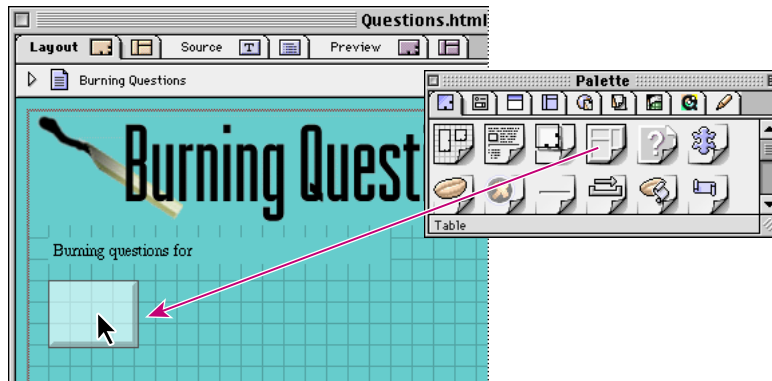 Questions.html
Layout Source T Preview
Burning Questions
Palette
Burning Quest
Burning questions for
Table